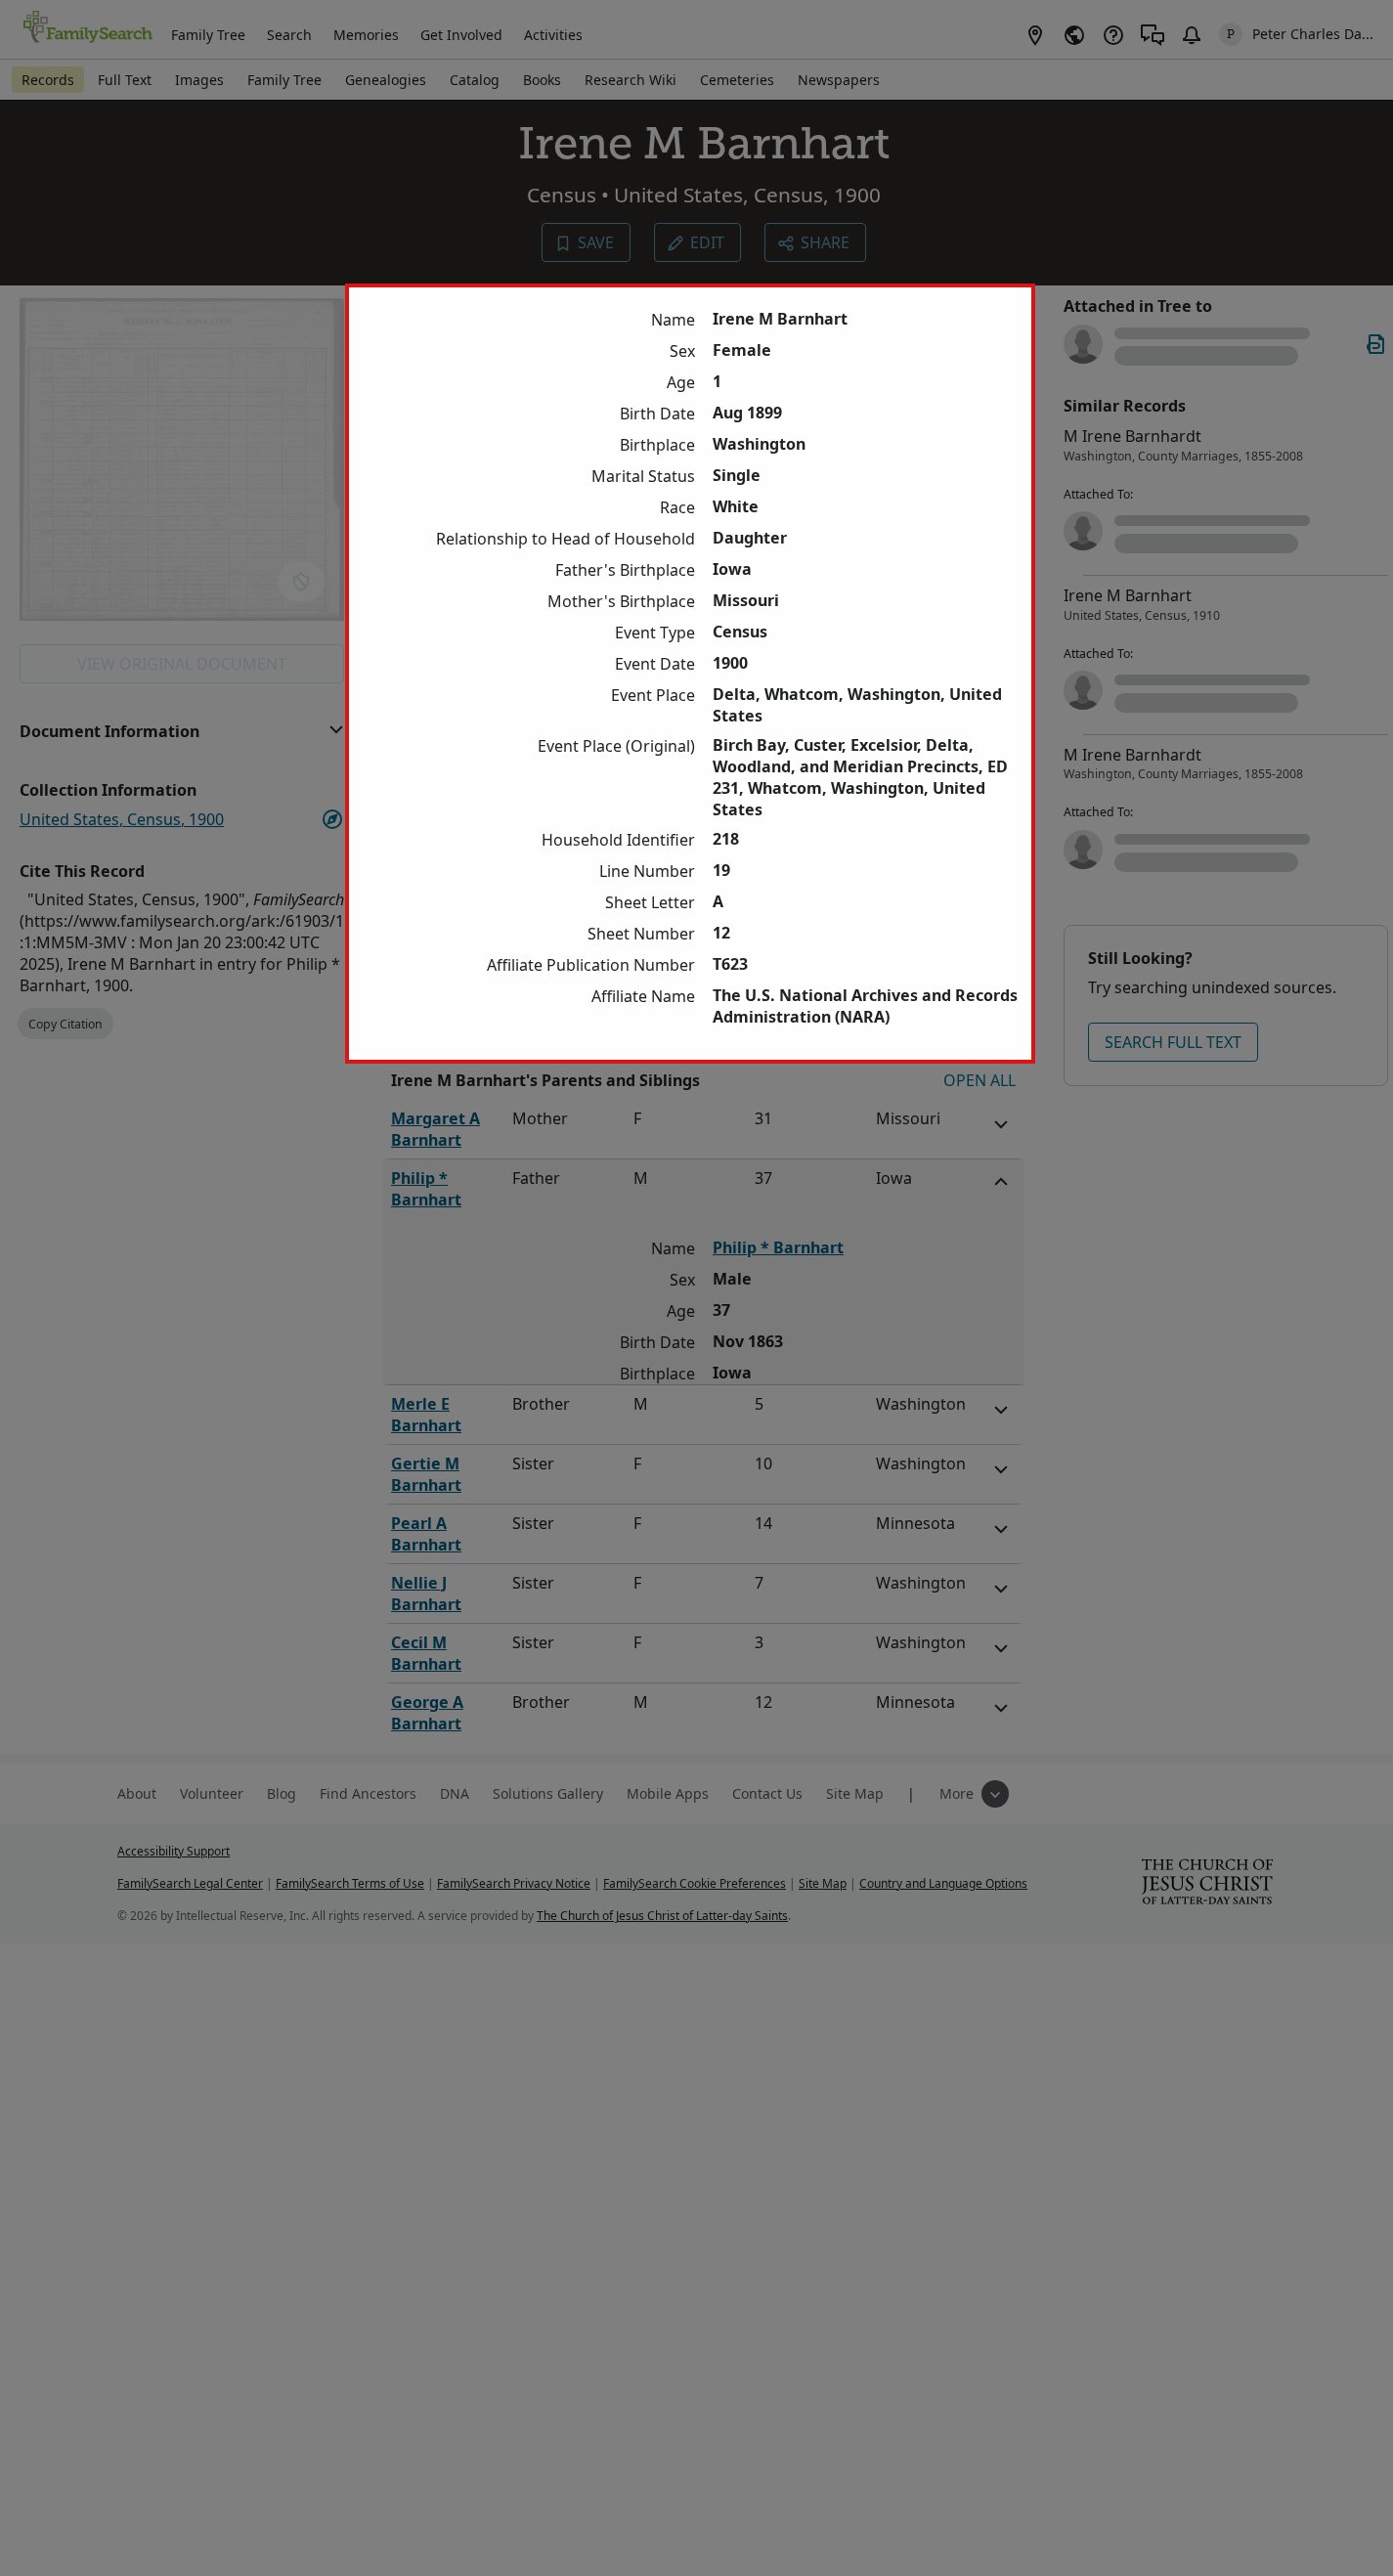 FamilySearch
Family Tree Search Memories Get Involved Activities
P Peter Charles Da...
Records Full Text Images Family Tree Genealogies Catalog Books Research Wiki Cemeteries Newspapers
Irene M Barnhart
Census • United States, Census, 1900
SAVE EDIT SHARE
VIEW ORIGINAL DOCUMENT
Document Information
Collection Information
United States, Census, 1900
Cite This Record
"United States, Census, 1900", FamilySearch
(https://www.familysearch.org/ark:/61903/1
:1:MM5M-3MV : Mon Jan 20 23:00:42 UTC
2025), Irene M Barnhart in entry for Philip *
Barnhart, 1900.
Copy Citation
Name Irene M Barnhart
Sex Female
Age 1
Birth Date Aug 1899
Birthplace Washington
Marital Status Single
Race White
Relationship to Head of Household Daughter
Father's Birthplace Iowa
Mother's Birthplace Missouri
Event Type Census
Event Date 1900
Event Place Delta, Whatcom, Washington, United
States
Event Place (Original) Birch Bay, Custer, Excelsior, Delta,
Woodland, and Meridian Precincts, ED
231, Whatcom, Washington, United
States
Household Identifier 218
Line Number 19
Sheet Letter A
Sheet Number 12
Affiliate Publication Number T623
Affiliate Name The U.S. National Archives and Records
Administration (NARA)
Irene M Barnhart's Parents and Siblings OPEN ALL
Margaret A Mother F 31 Missouri
Barnhart
Philip * Father M 37 Iowa
Barnhart
Name Philip * Barnhart
Sex Male
Age 37
Birth Date Nov 1863
Birthplace Iowa
Merle E Brother M 5 Washington
Barnhart
Gertie M Sister F 10 Washington
Barnhart
Pearl A Sister F 14 Minnesota
Barnhart
Nellie J Sister F 7 Washington
Barnhart
Cecil M Sister F 3 Washington
Barnhart
George A Brother M 12 Minnesota
Barnhart
Attached in Tree to
Similar Records
M Irene Barnhardt
Washington, County Marriages, 1855-2008
Attached To:
Irene M Barnhart
United States, Census, 1910
Attached To:
M Irene Barnhardt
Washington, County Marriages, 1855-2008
Attached To:
Still Looking?
Try searching unindexed sources.
SEARCH FULL TEXT
About Volunteer Blog Find Ancestors DNA Solutions Gallery Mobile Apps Contact Us Site Map | More
Accessibility Support
FamilySearch Legal Center | FamilySearch Terms of Use | FamilySearch Privacy Notice | FamilySearch Cookie Preferences | Site Map | Country and Language Options
© 2026 by Intellectual Reserve, Inc. All rights reserved. A service provided by The Church of Jesus Christ of Latter-day Saints.
THE CHURCH OF
JESUS CHRIST
OF LATTER-DAY SAINTS